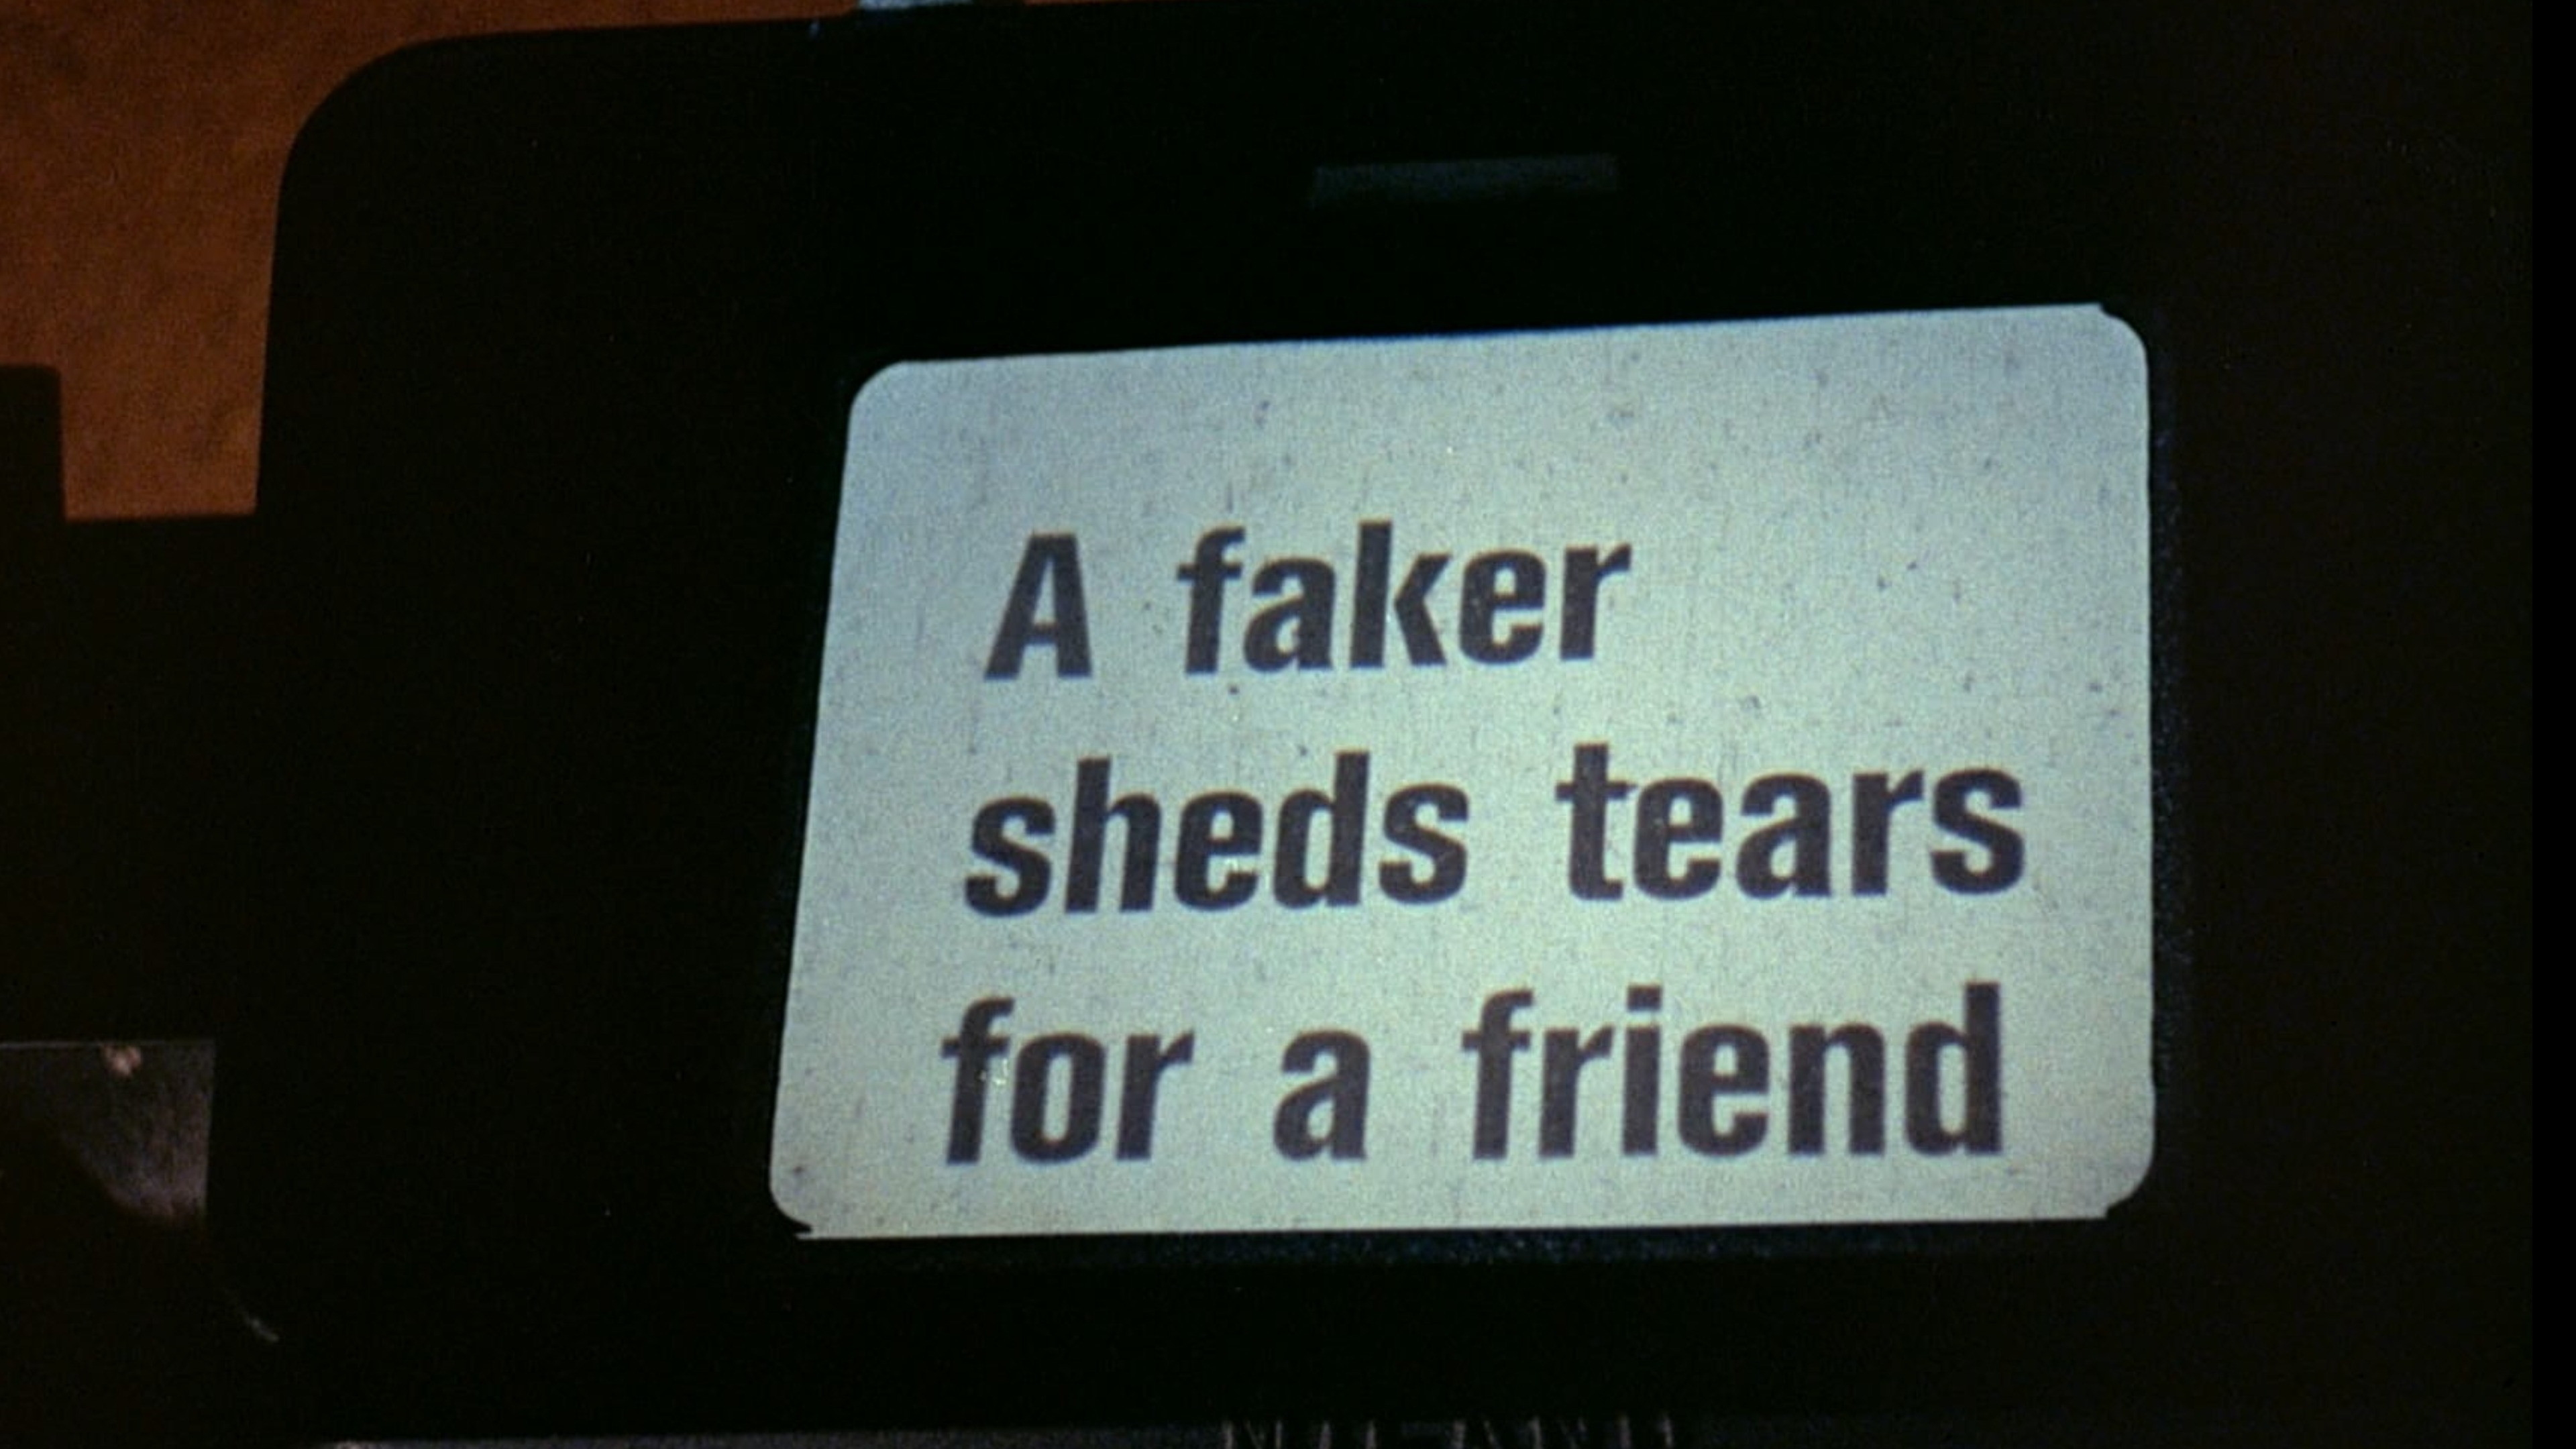 A faker
sheds tears
for a friend